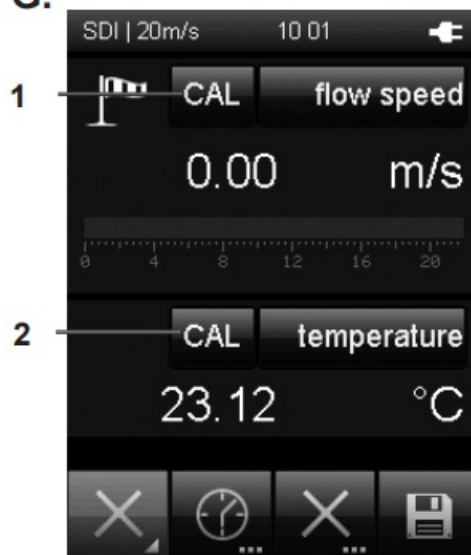 G.
SDI | 20m/s 10 01
1 CAL flow speed
0.00 m/s
0 4 8 12 16 20
2 CAL temperature
23.12 °C